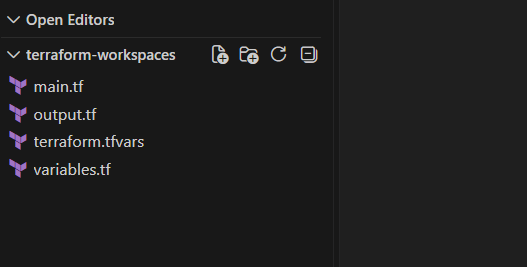 Open Editors
terraform-workspaces
main.tf
output.tf
terraform.tfvars
variables.tf